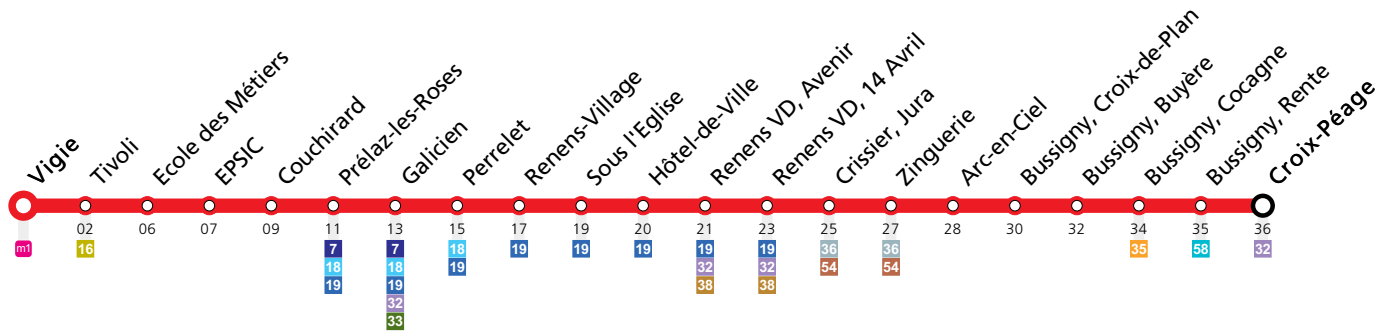 Vigie
Tivoli
Ecole des Métiers
EPSIC
Couchirard
Prélaz-les-Roses
Galicien
Perrelet
Renens-Village
Sous l'Eglise
Hôtel-de-Ville
Renens VD, Avenir
Renens VD, 14 Avril
Crissier, Jura
Zinguerie
Arc-en-Ciel
Bussigny, Croix-de-Plan
Bussigny, Buyère
Bussigny, Cocagne
Bussigny, Rente
Croix-Péage
02 06 07 09 11 13 15 17 19 20 21 23 25 27 28 30 32 34 35 36
m1 16 7 7 18 19 19 19 19 19 36 36 35 58 32
18 18 19 32 32 54 54
19 19 38 38
32
33